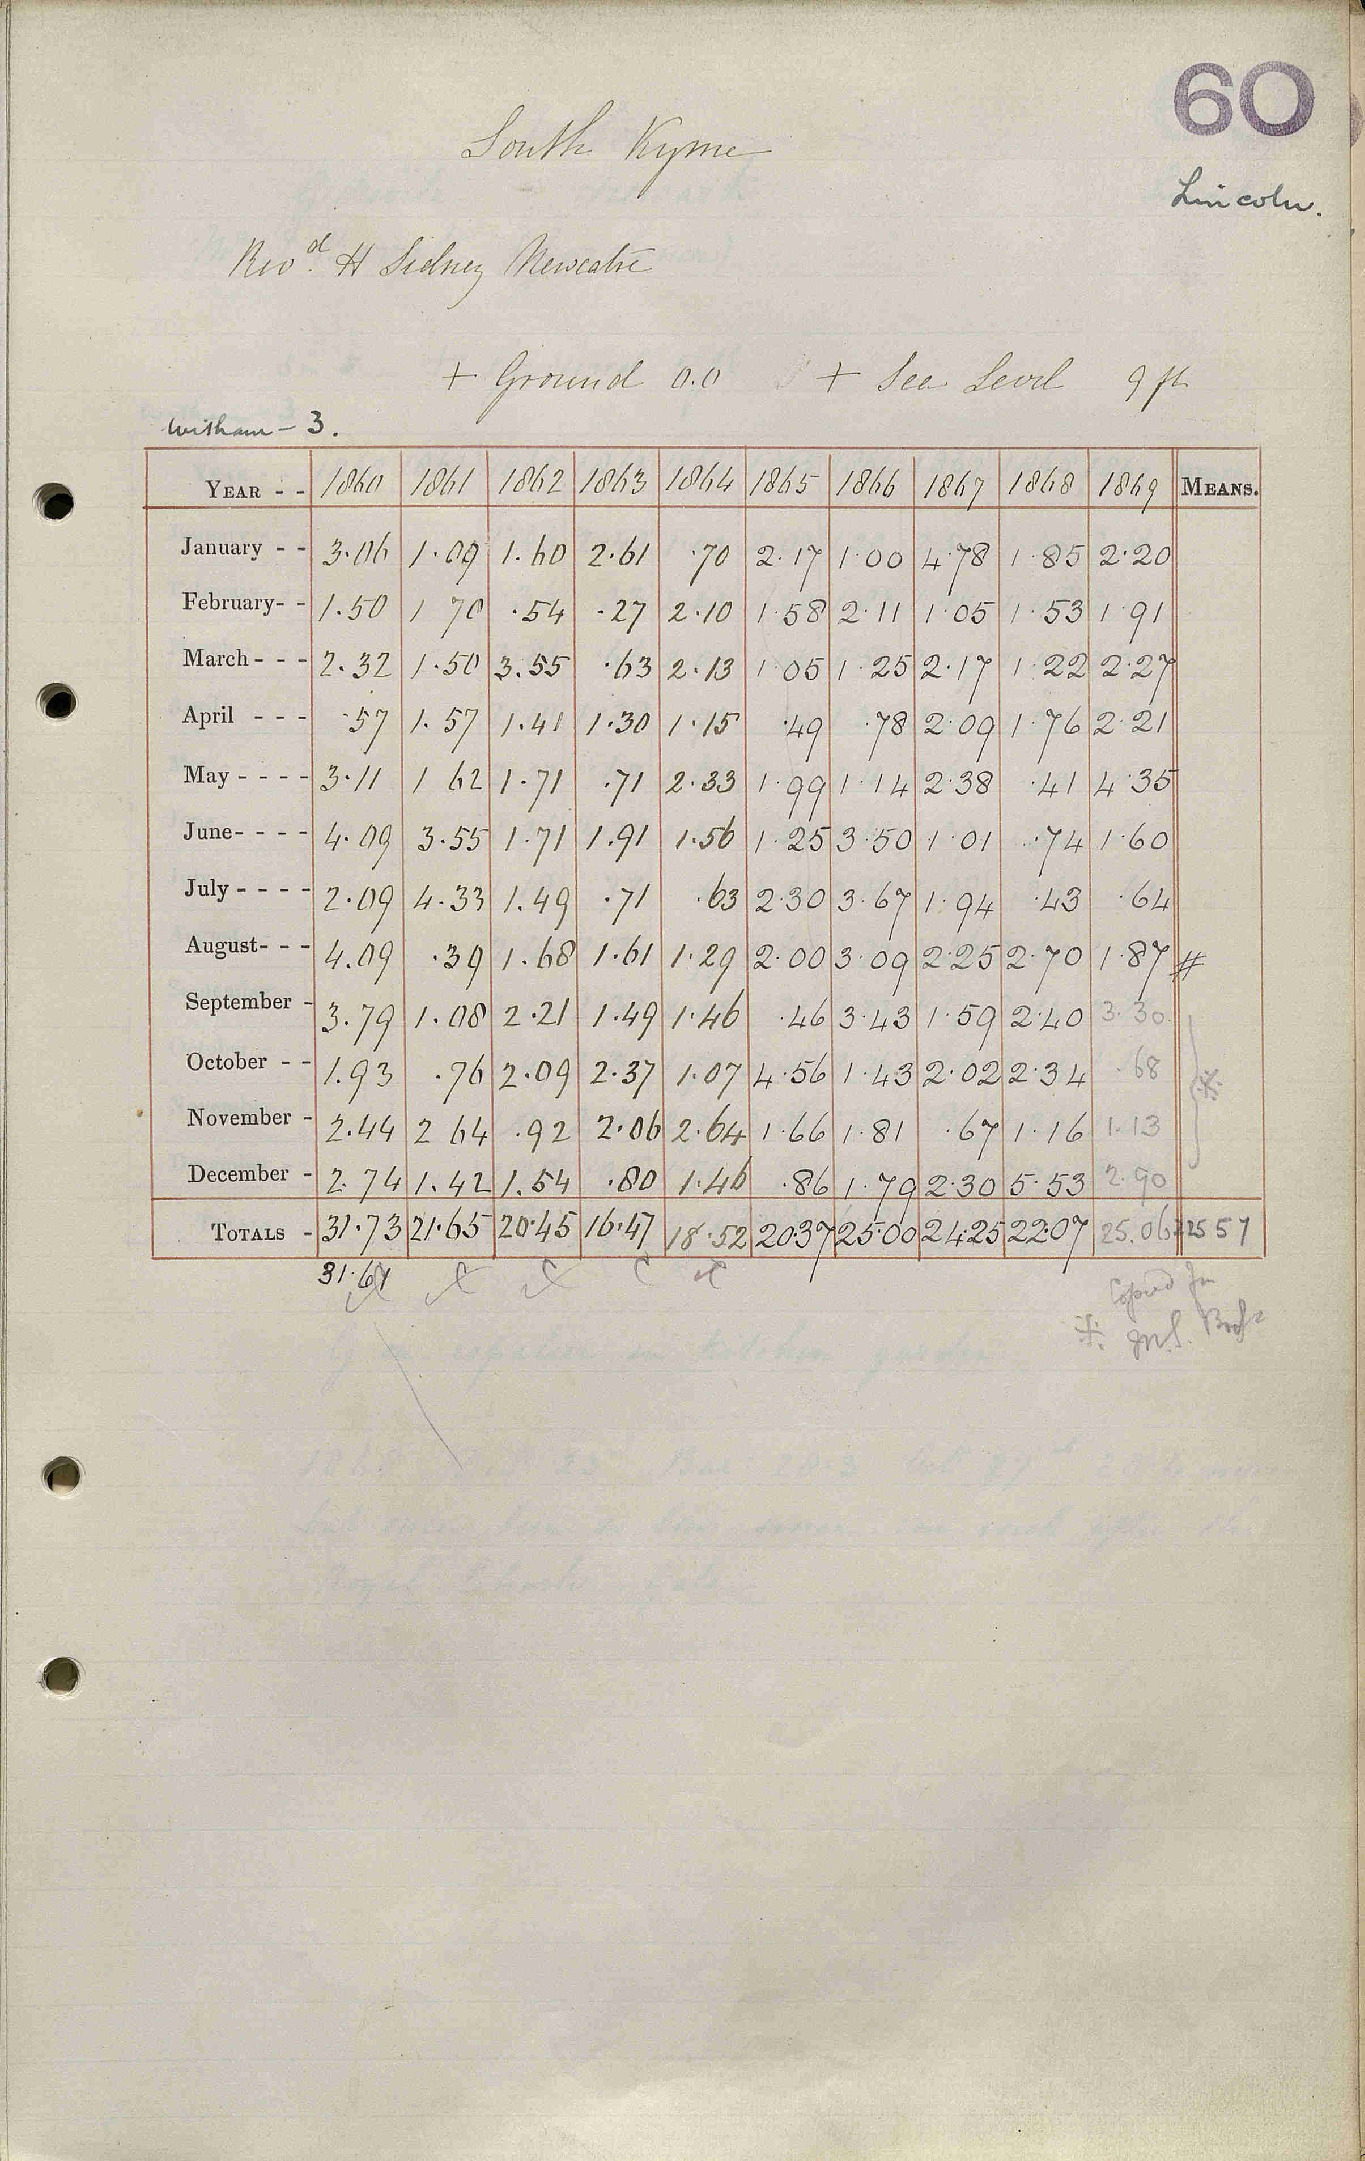 60
South Kyme
Lincoln.
Revd. H Sidney
+ Ground 0.0 + Sea Level 9 ft
Witham - 3.
YEAR - - 1860 1861 1862 1863 1864 1865 1866 1867 1868 1869 MEANS.
January - - 3.06 1.09 1.60 2.61 .70 2.17 1.00 4.78 1.85 2.20
February- - 1.50 1 70 .54 .27 2.10 1.58 2.11 1.05 1.53 1.91
March - - - 2.32 1.50 3.55 .63 2.13 1.05 1.25 2.17 1.22 2.27
April - - - .57 1.57 1.41 1.30 1.15 .49 .78 2.09 1.76 2.21
May - - - - 3.11 1 62 1.71 .71 2.33 1.99 1.14 2.38 .41 4.35
June- - - - 4.09 3.55 1.71 1.91 1.56 1.25 3.50 1.01 .74 1.60
July - - - - 2.09 4.33 1.49 .71 .63 2.30 3.67 1.94 .43 .64
August- - - 4.09 .39 1.68 1.61 1.29 2.00 3.09 2.25 2.70 1.87 #
September - 3.79 1.08 2.21 1.49 1.46 .46 3.43 1.59 2.40 3.30
October - - 1.93 .76 2.09 2.37 1.07 4.56 1.43 2.02 2.34 .68
November - 2.44 2 64 .92 2.06 2.64 1.66 1.81 .67 1.16 1.13
December - 2.74 1.42 1.54 .80 1.46 .86 1.79 2.30 5.53 2.90
TOTALS - 31.73 21.65 20.45 16.47 18.52 20.37 25.00 24.25 22.07 25.06 25 57
31.67
Copied fm
M.S. Book